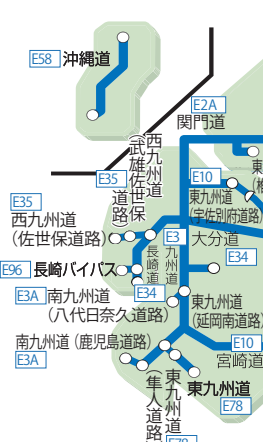 E58 沖縄道
E2A
関門道
西九州道
(武雄佐世保
道路)
E35
E10
東九州道
(宇佐別府道路)
E35
西九州道
(佐世保道路)
E3
大分道
E34
長崎道
九州道
E96 長崎バイパス
E34
E3A 南九州道
(八代日奈久道路)
東九州道
(延岡南道路)
南九州道(鹿児島道路)
E3A
E10
宮崎道
東九州道
(隼人道路
東九州道
E78
E78